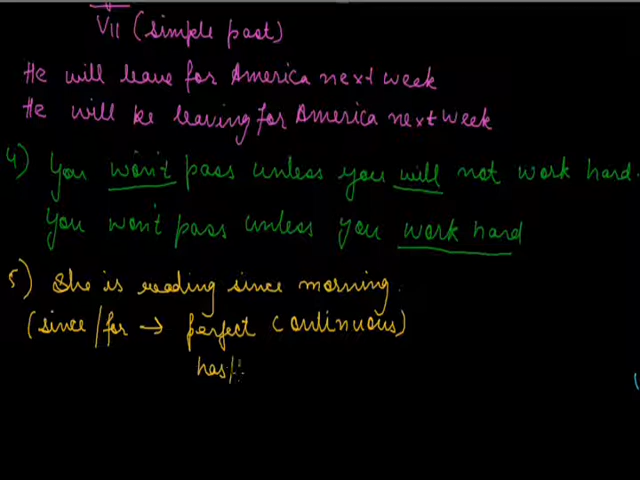 VII (simple past)
He will leave for America next week
He will be leaving for America next week
4) You won't pass unless you will not work hard.
You won't pass unless you work hard
5) She is reading since morning.
(since/for → perfect continuous)
has/